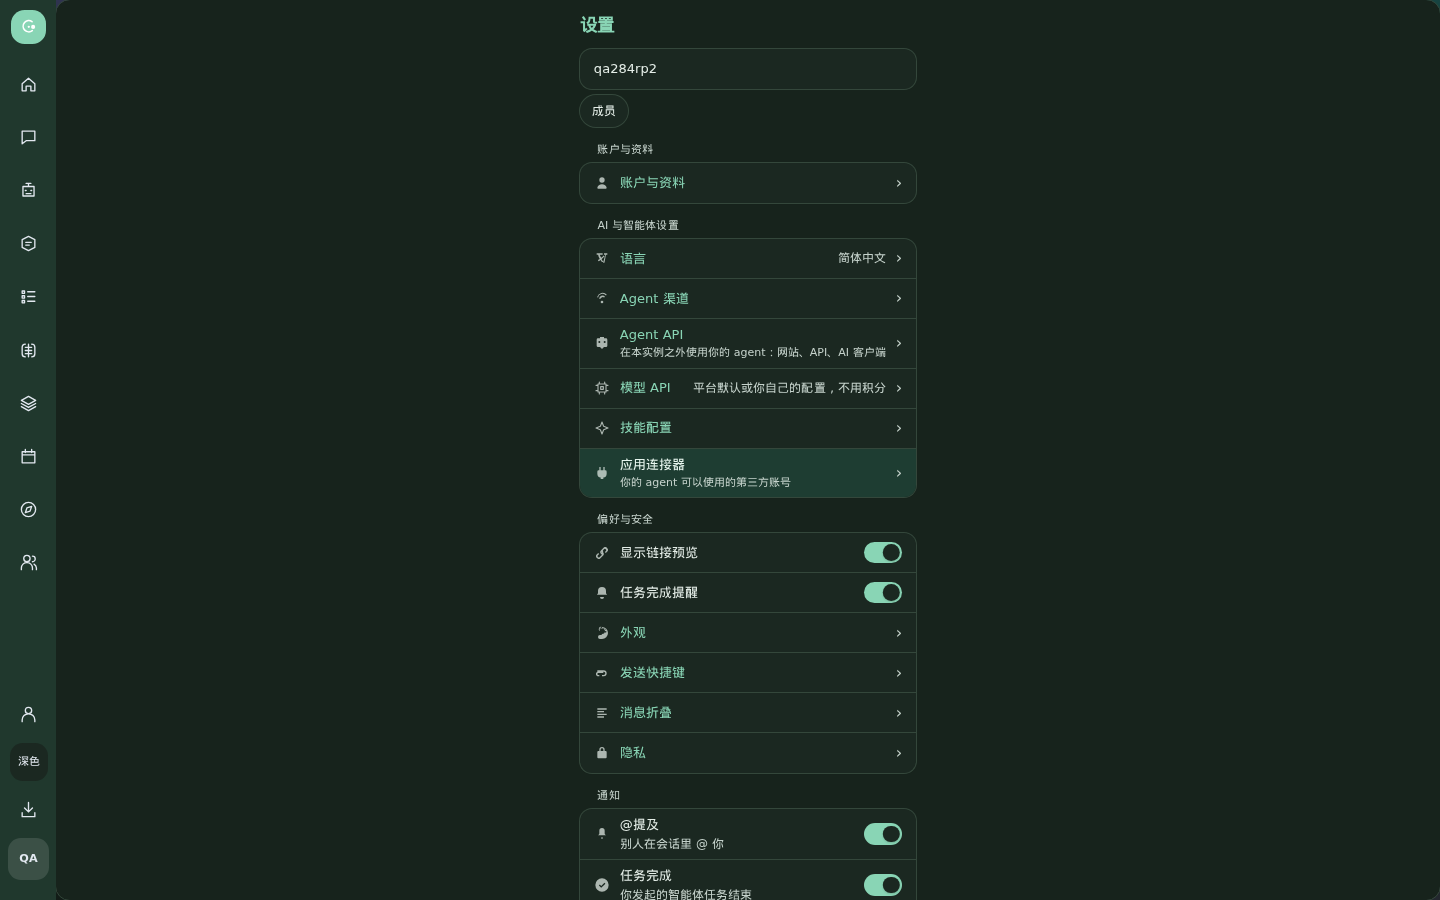 设置
qa284rp2
成员
账户与资料
账户与资料
AI 与智能体设置
语言 简体中文
Agent 渠道
Agent API
在本实例之外使用你的 agent：网站、API、AI 客户端
模型 API 平台默认或你自己的配置，不用积分
技能配置
应用连接器
你的 agent 可以使用的第三方账号
偏好与安全
显示链接预览
任务完成提醒
外观
发送快捷键
消息折叠
隐私
通知
@提及
别人在会话里 @ 你
任务完成
你发起的智能体任务结束
深色
QA